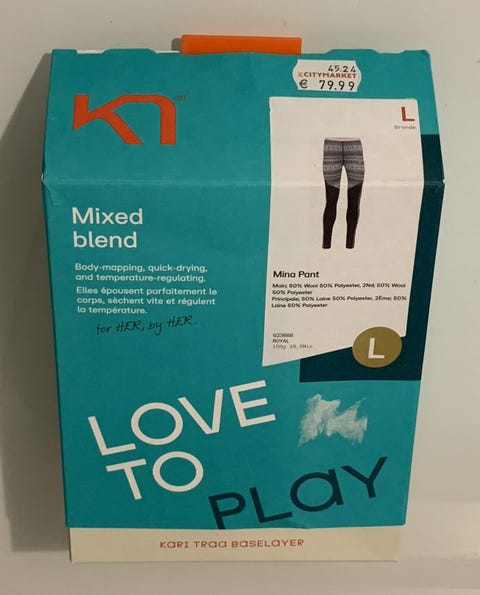 45.24
KCITYMARKET
€ 79.99
L
Grande
Mixed
blend
Body-mapping, quick-drying,
and temperature-regulating.
Elles épousent parfaitement le
corps, sèchent vite et régulent
la température.
for HER, by HER.
Mina Pant
Main; 50% Wool 50% Polyester, 2Nd; 50% Wool
50% Polyester
Principale; 50% Laine 50% Polyester, 2Ème; 50%
Laine 50% Polyester
ROYAL
L
LOVE
TO
PLAY
KARI TRAA BASELAYER